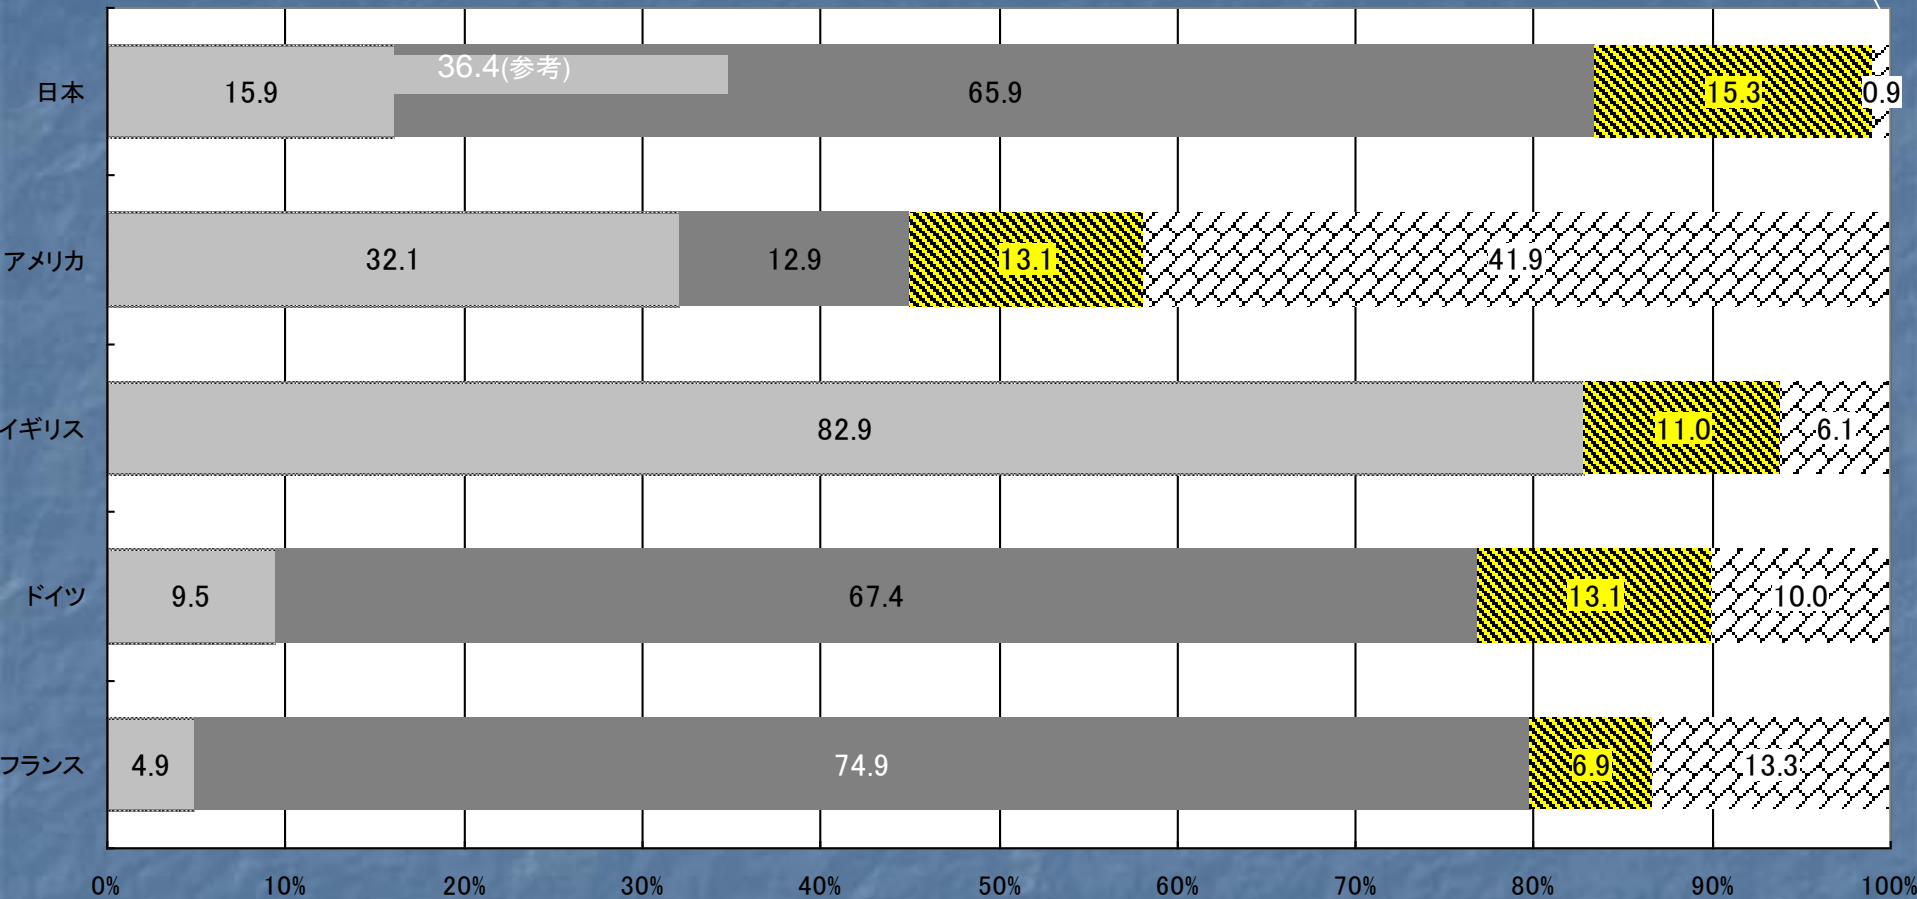 36.4(参考)
日本 15.9 65.9 15.3 0.9
アメリカ 32.1 12.9 13.1 41.9
イギリス 82.9 11.0 6.1
ドイツ 9.5 67.4 13.1 10.0
フランス 4.9 74.9 6.9 13.3
0% 10% 20% 30% 40% 50% 60% 70% 80% 90% 100%